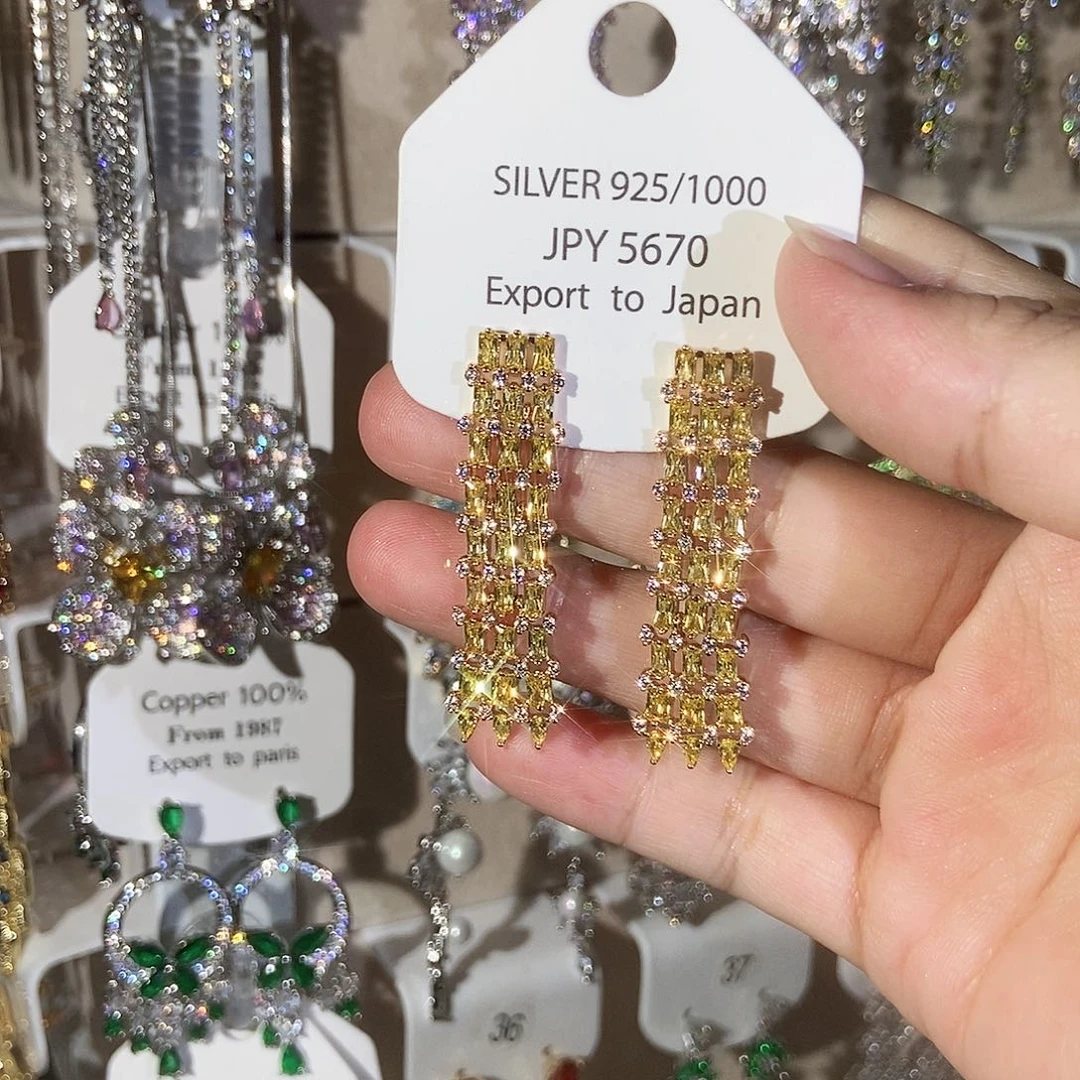 SILVER 925/1000
JPY 5670
Export to Japan
Copper 100%
From 1987
Export to paris
36
37